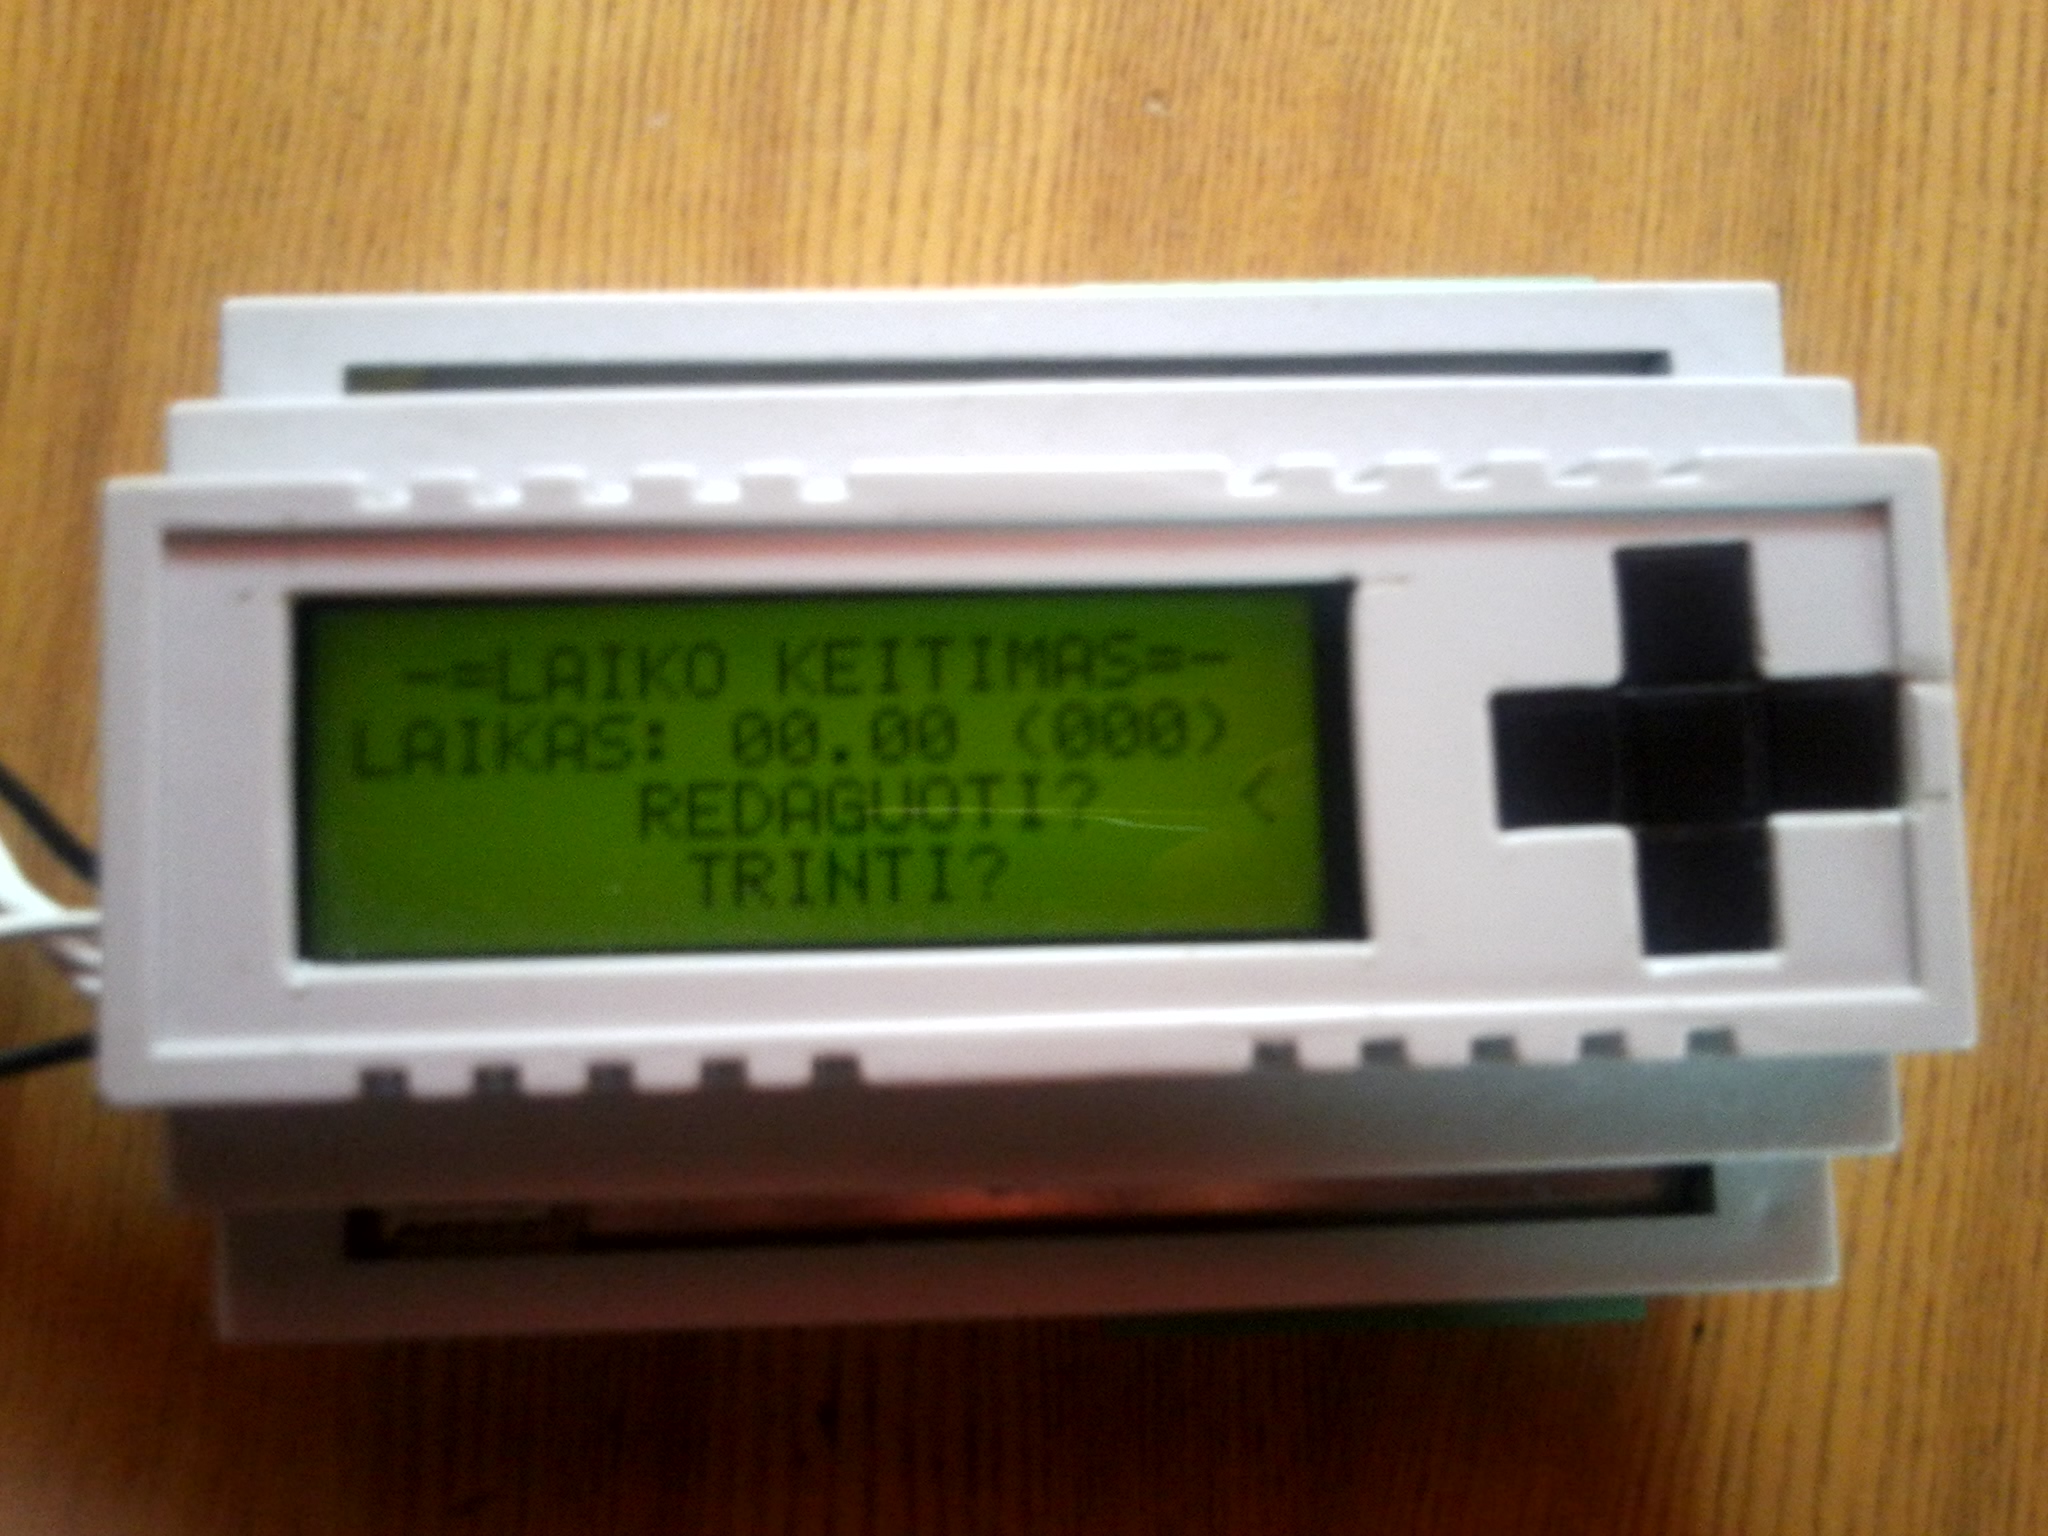 -=LAIKO KEITIMAS=-
LAIKAS: 00.00 (000)
REDAGUOTI? <
TRINTI?